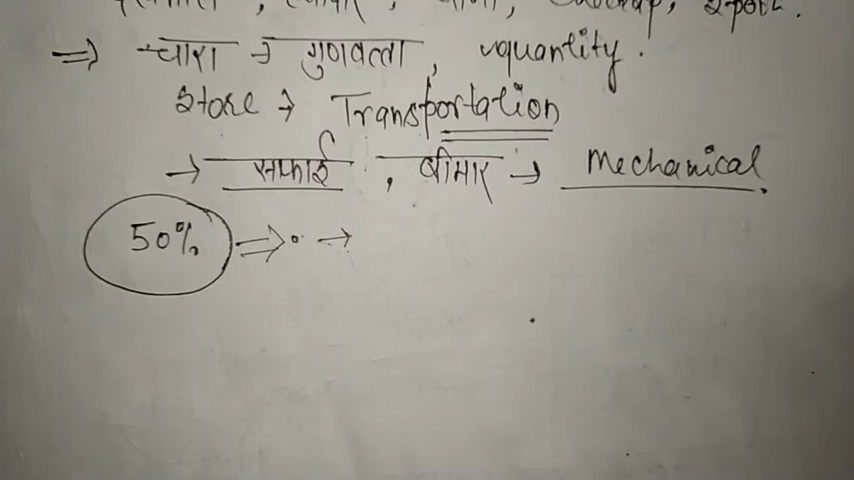 ⇒ चारा → गुणवत्ता, quantity.
Store → Transportation
→ सफाई, बीमार → Mechanical.
50% ⇒ • →